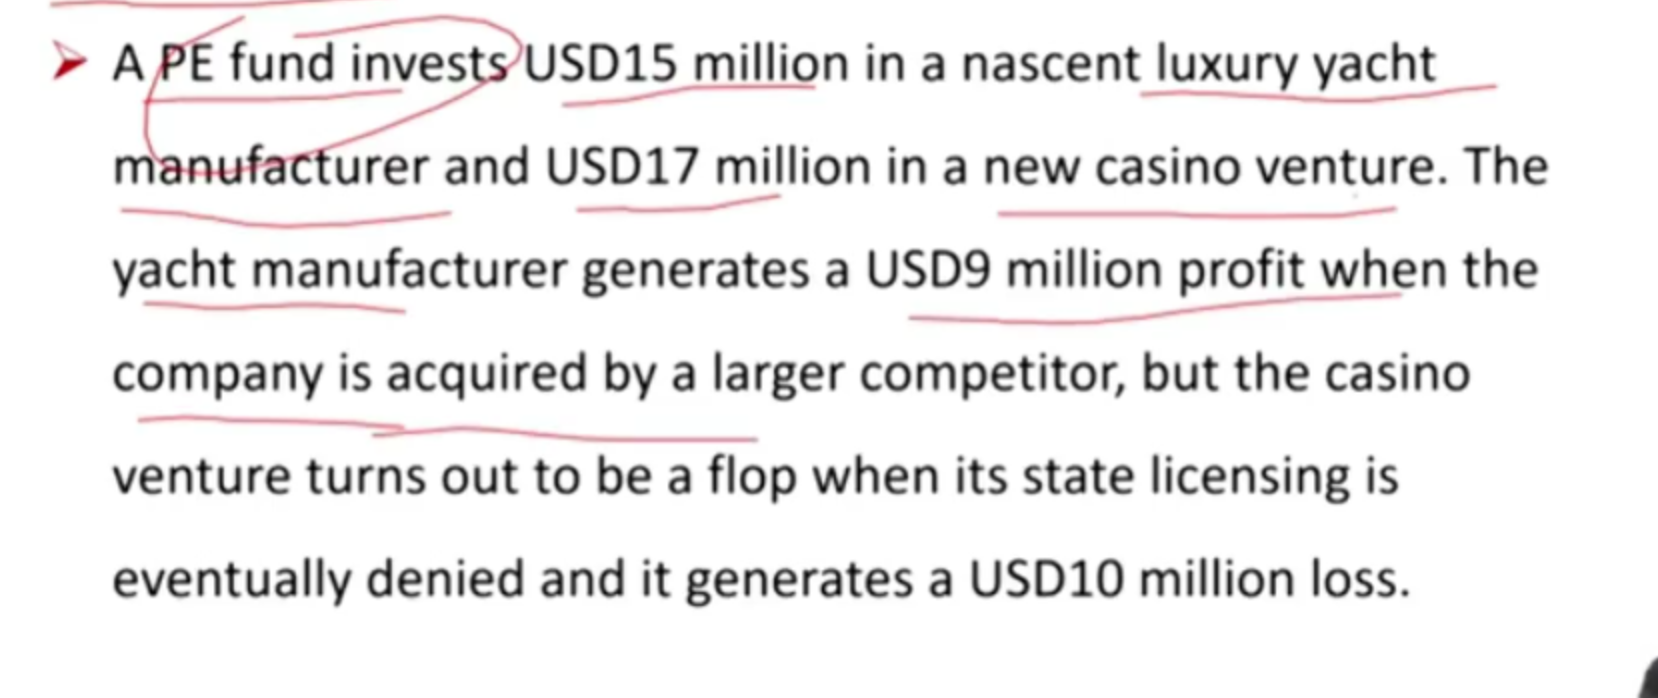 A PE fund invests USD15 million in a nascent luxury yacht
manufacturer and USD17 million in a new casino venture. The
yacht manufacturer generates a USD9 million profit when the
company is acquired by a larger competitor, but the casino
venture turns out to be a flop when its state licensing is
eventually denied and it generates a USD10 million loss.